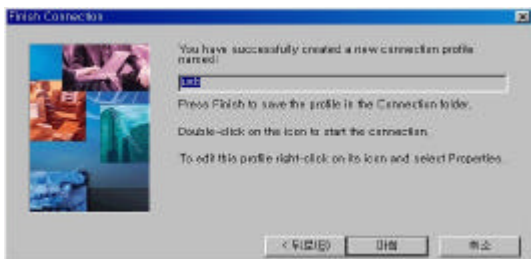 Finish Connection
You have successfully created a new connection profile
named:
Press Finish to save the profile in the Connection folder.
Double-click on the icon to start the connection.
To edit this profile right-click on its icon and select Properties.
< 뒤로(B)
마침
취소